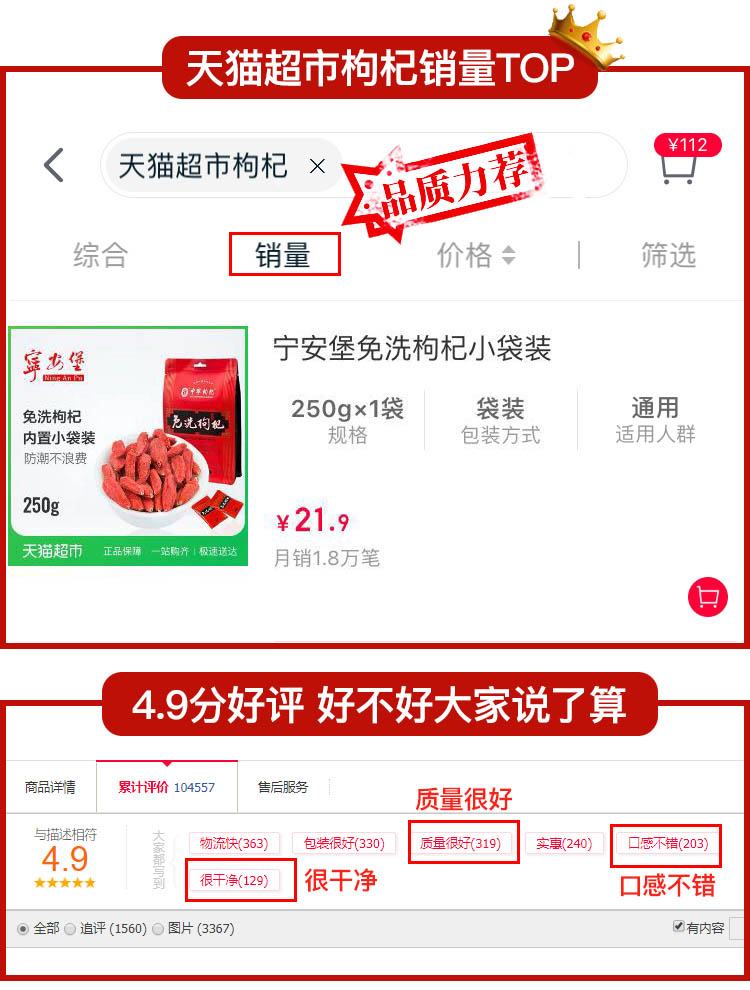 天猫超市枸杞销量TOP
天猫超市枸杞 ×
¥112
品质力荐
综合 销量 价格 筛选
寧安堡
Ning An Pu
免洗枸杞
内置小袋装
防潮不浪费
250g
中寧枸杞
免洗枸杞
天猫超市 正品保障 一站购齐 极速送达
宁安堡免洗枸杞小袋装
250g×1袋 袋装 通用
规格 包装方式 适用人群
¥21.9
月销1.8万笔
4.9分好评 好不好大家说了算
商品详情 累计评价 104557 售后服务
质量很好
与描述相符
4.9
大家都写到
物流快(363) 包装很好(330) 质量很好(319) 实惠(240) 口感不错(203)
很干净(129) 很干净 口感不错
全部 追评 (1560) 图片 (3367) 有内容